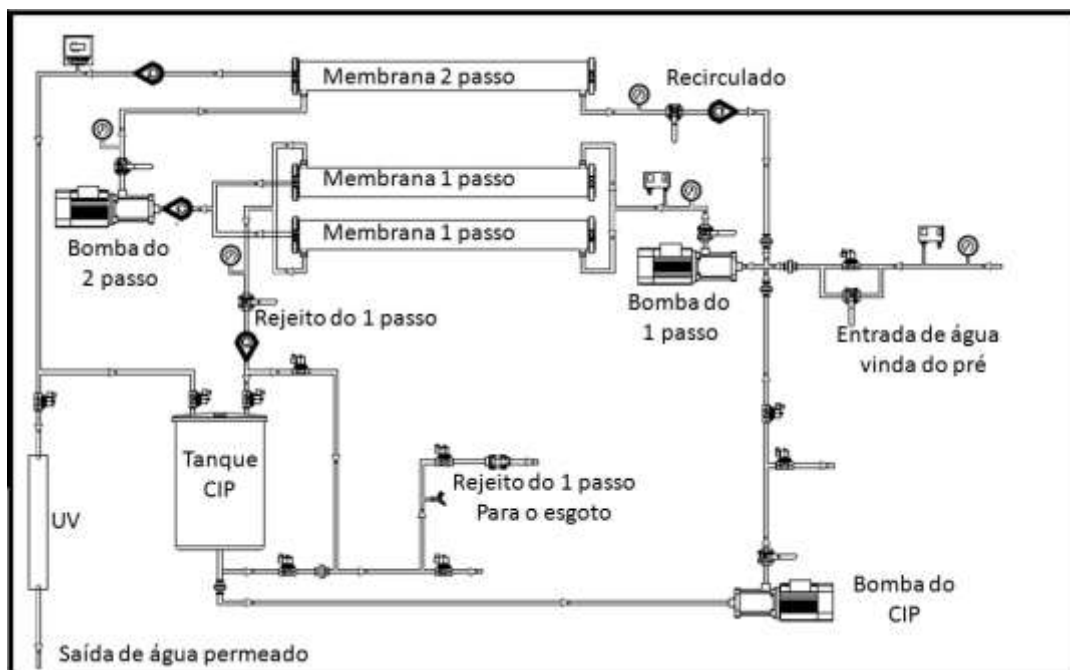 Membrana 2 passo
Recirculado
Membrana 1 passo
Membrana 1 passo
Bomba do
2 passo
Bomba do
1 passo
Entrada de água
vinda do pré
Rejeito do 1 passo
Tanque
CIP
Rejeito do 1 passo
Para o esgoto
UV
Bomba do
CIP
Saída de água permeado